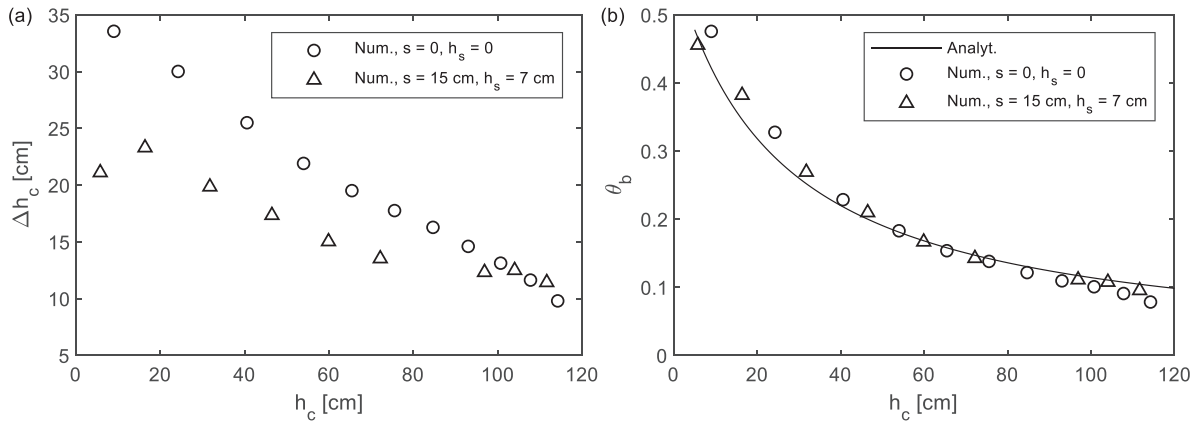 (a)
35
30
25
20
15
10
5
Δh_c [cm]
Num., s = 0, h_s = 0
Num., s = 15 cm, h_s = 7 cm
0 20 40 60 80 100 120
h_c [cm]
(b)
0.5
0.4
0.3
0.2
0.1
0
θ_b
Analyt.
Num., s = 0, h_s = 0
Num., s = 15 cm, h_s = 7 cm
0 20 40 60 80 100 120
h_c [cm]